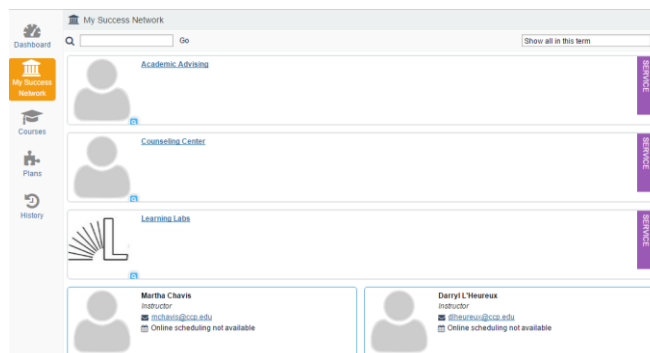 My Success Network
Dashboard
Go
Show all in this term
My Success
Network
Academic Advising
SERVICE
Courses
Counseling Center
SERVICE
Plans
History
Learning Labs
SERVICE
L
Martha Chavis
Instructor
mchavis@ccp.edu
Online scheduling not available
Darryl L'Heureux
Instructor
dlheureux@ccp.edu
Online scheduling not available